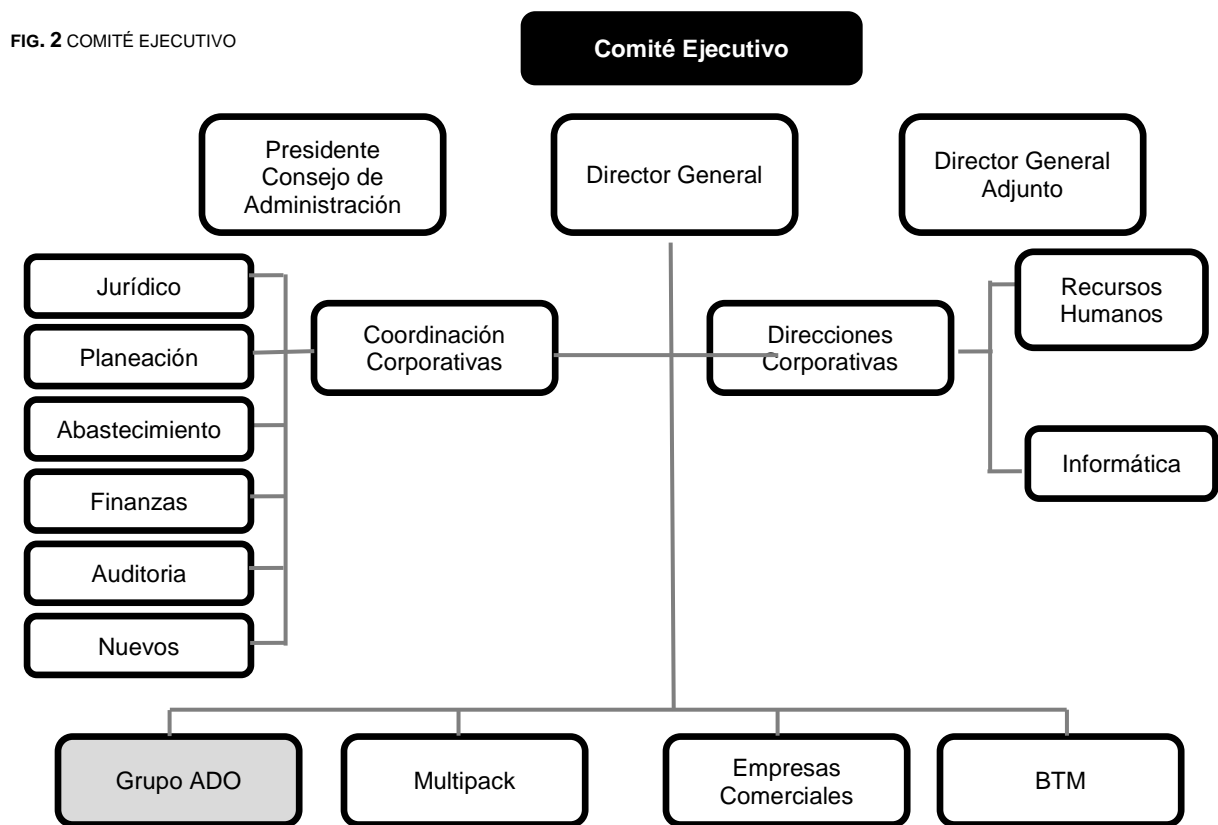 FIG. 2 COMITÉ EJECUTIVO
Comité Ejecutivo
Presidente
Consejo de
Administración
Director General
Director General
Adjunto
Jurídico
Planeación
Abastecimiento
Finanzas
Auditoria
Nuevos
Coordinación
Corporativas
Direcciones
Corporativas
Recursos
Humanos
Informática
Grupo ADO
Multipack
Empresas
Comerciales
BTM